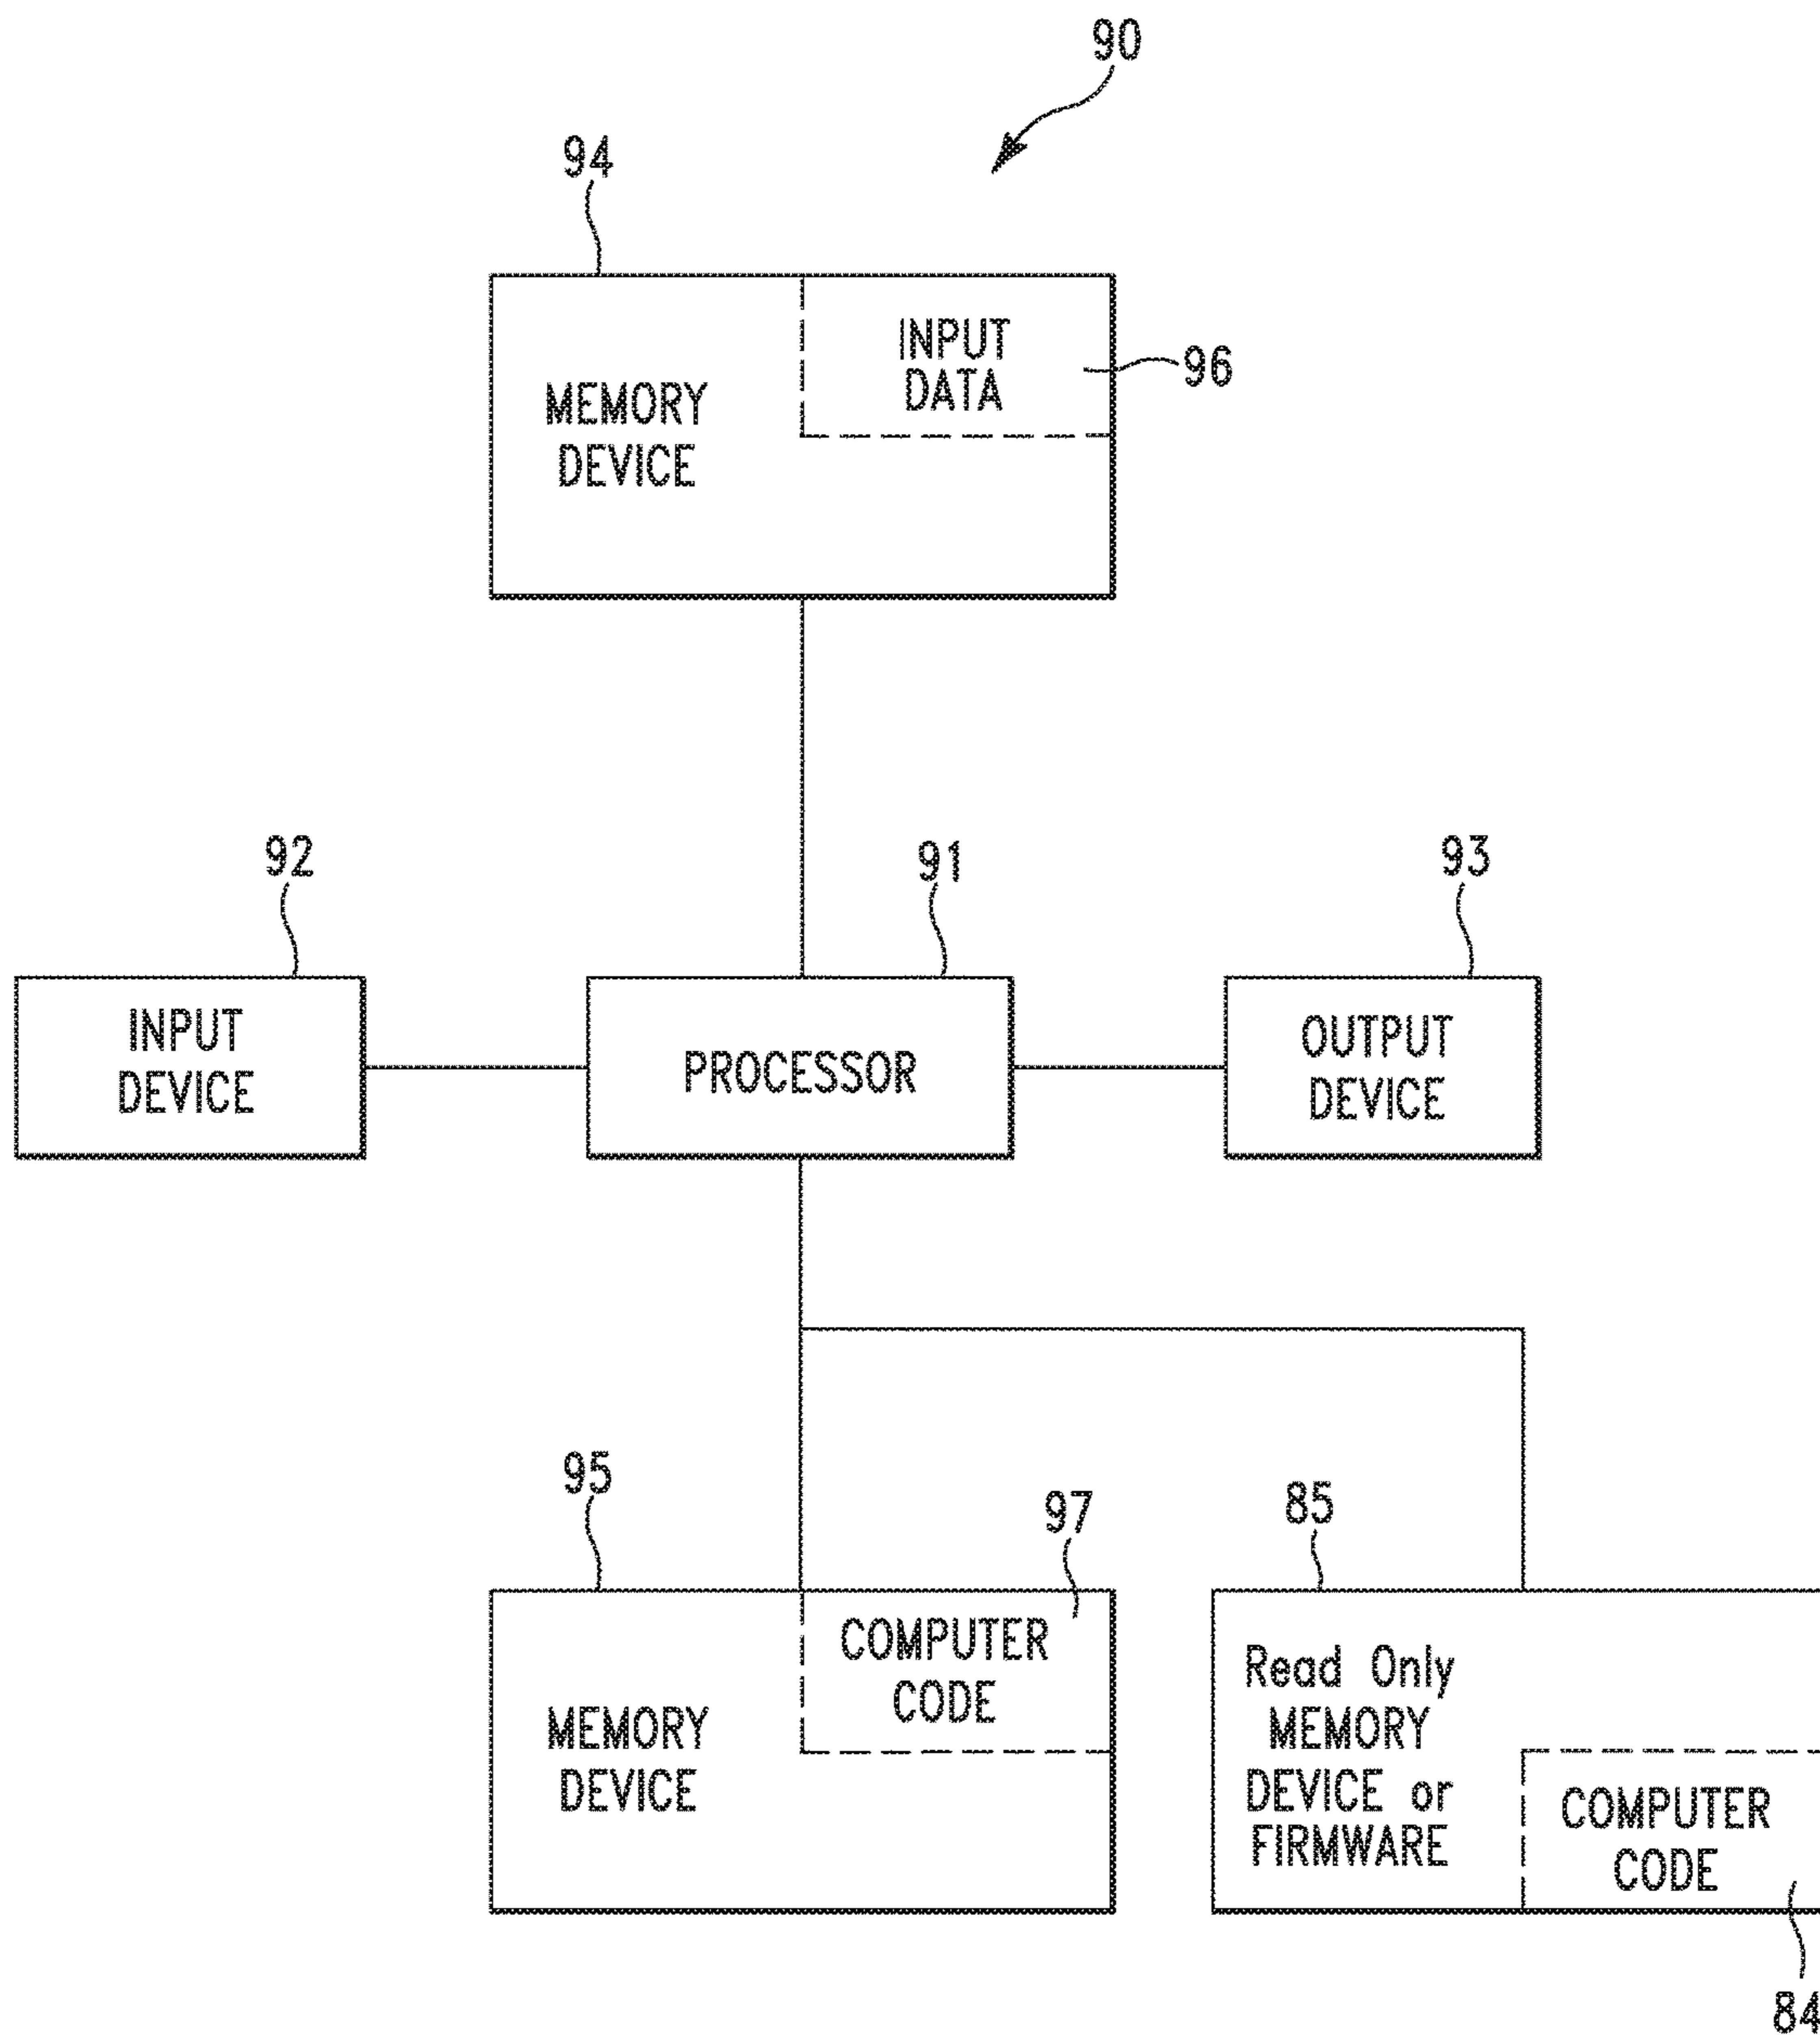 90
94
INPUT
DATA
96
MEMORY
DEVICE
92
91
93
INPUT
DEVICE
PROCESSOR
OUTPUT
DEVICE
95
97
85
COMPUTER
CODE
MEMORY
DEVICE
Read Only
MEMORY
DEVICE or
FIRMWARE
COMPUTER
CODE
84